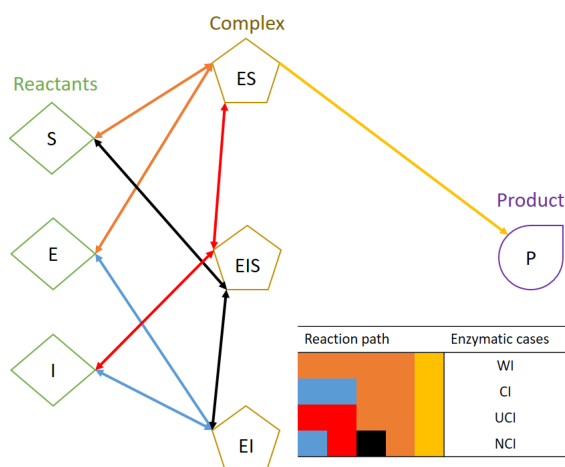 Complex
ES
Reactants
S
Product
E
EIS
P
Reaction path Enzymatic cases
WI
I
CI
UCI
EI
NCI